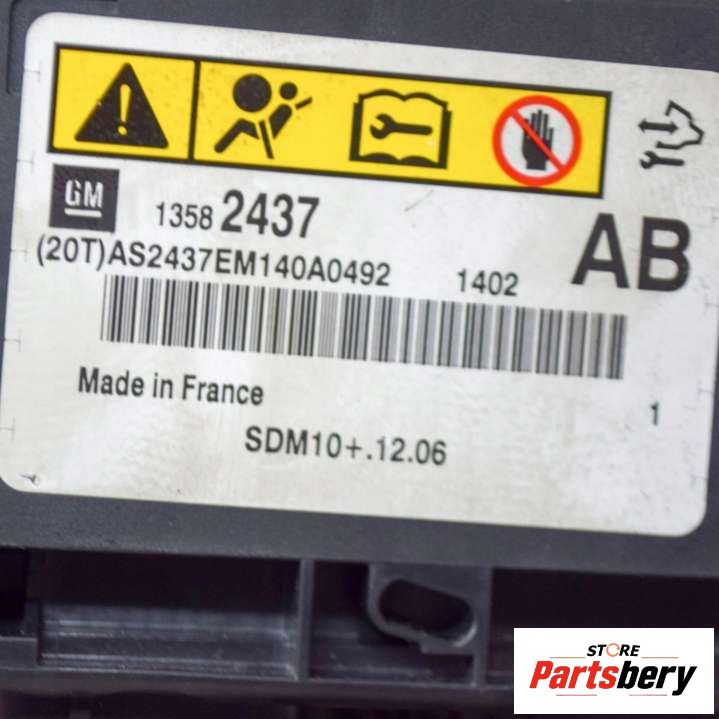 GM
1358 2437
AB
(20T)AS2437EM140A0492 1402
Made in France
1
SDM10+.12.06
STORE
Partsbery